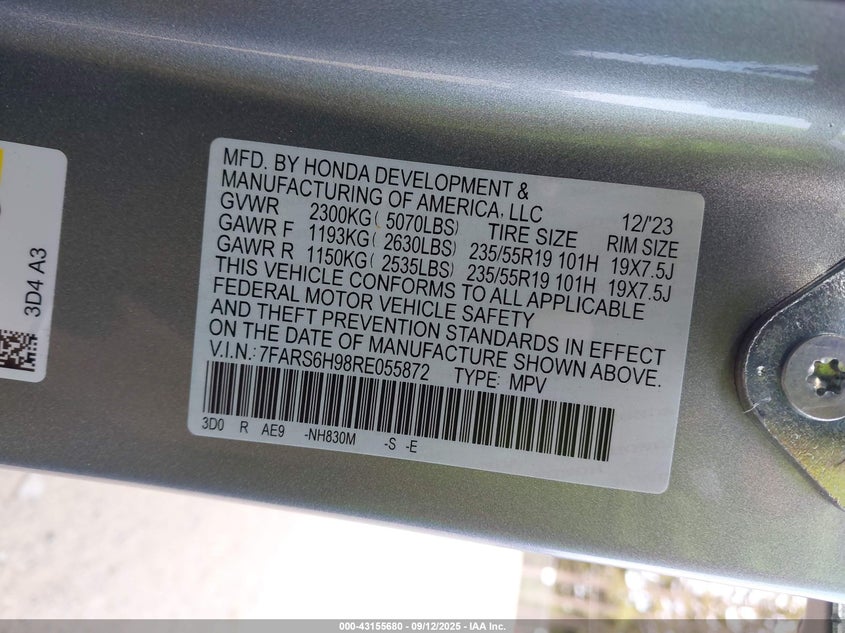 MFD. BY HONDA DEVELOPMENT &
MANUFACTURING OF AMERICA, LLC 12/'23
GVWR 2300KG( 5070LBS) TIRE SIZE RIM SIZE
GAWR F 1193KG( 2630LBS) 235/55R19 101H 19X7.5J
GAWR R 1150KG( 2535LBS) 235/55R19 101H 19X7.5J
THIS VEHICLE CONFORMS TO ALL APPLICABLE
FEDERAL MOTOR VEHICLE SAFETY
AND THEFT PREVENTION STANDARDS IN EFFECT
ON THE DATE OF MANUFACTURE SHOWN ABOVE.
V.I.N.: 7FARS6H98RE055872 TYPE: MPV
3D0 R AE9 -NH830M -S -E
3D4 A3
000-43155680 - 09/12/2025 - IAA Inc.